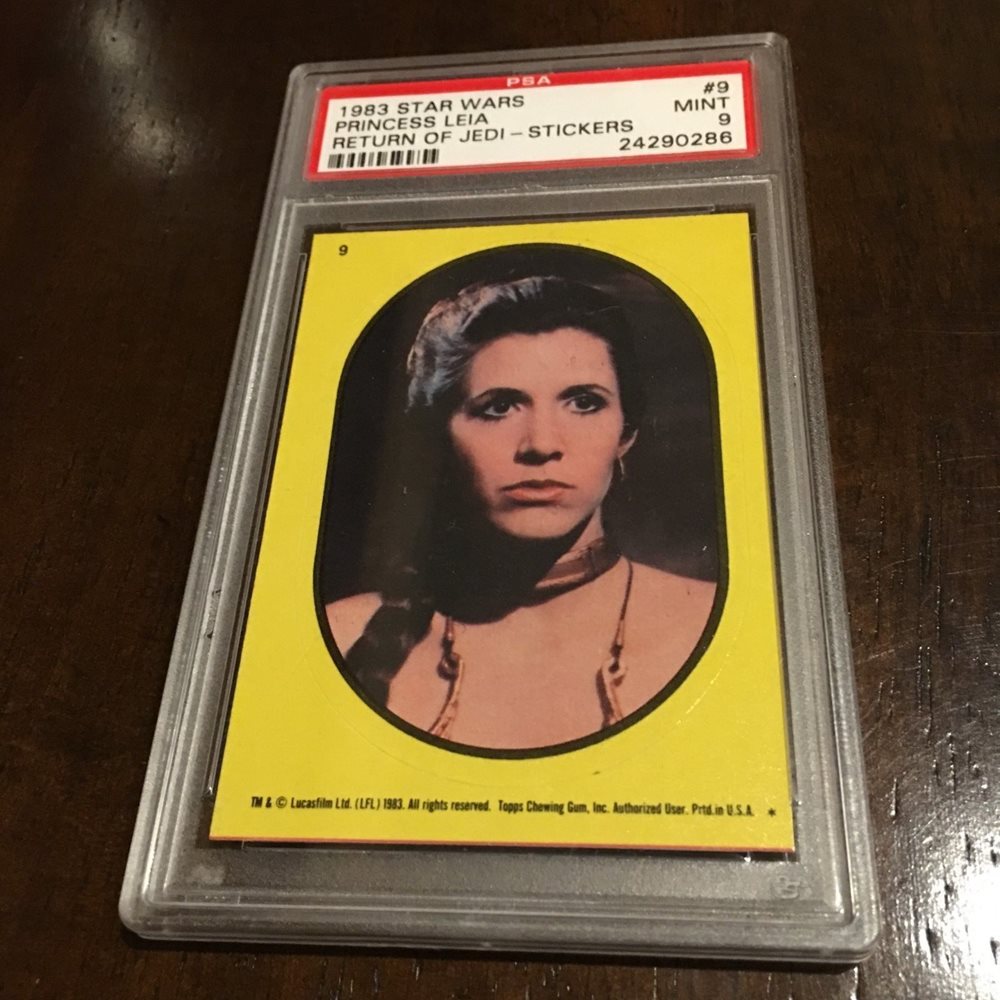 PSA
1983 STAR WARS #9
PRINCESS LEIA MINT
RETURN OF JEDI - STICKERS 9
24290286
9
TM & © Lucasfilm Ltd. (LFL) 1983. All rights reserved. Topps Chewing Gum, Inc. Authorized User. Prtd.in U.S.A. *